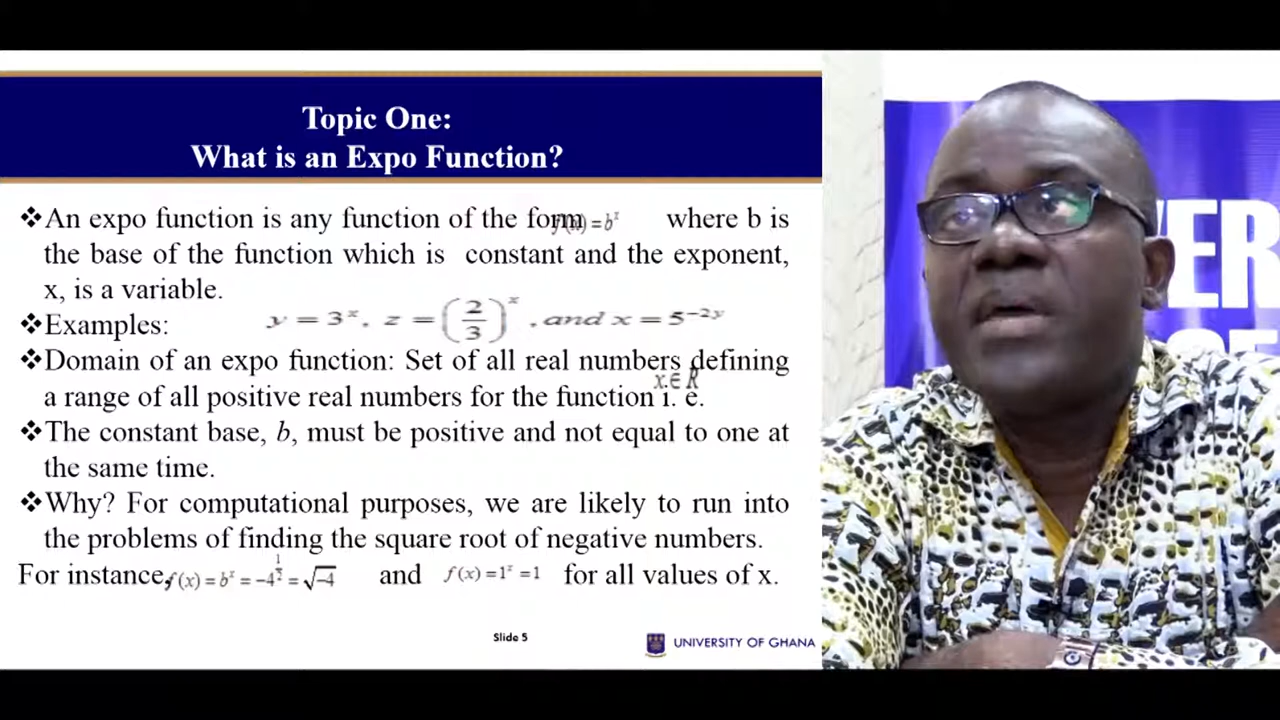 Topic One:
What is an Expo Function?
❖An expo function is any function of the form f(x) = bˣ where b is
the base of the function which is constant and the exponent,
x, is a variable.
❖Examples: y = 3ˣ, z = (2/3)ˣ, and x = 5⁻²ʸ
❖Domain of an expo function: Set of all real numbers defining
a range of all positive real numbers for the function i. e. x ∈ R
❖The constant base, b, must be positive and not equal to one at
the same time.
❖Why? For computational purposes, we are likely to run into
the problems of finding the square root of negative numbers.
For instance, f(x) = bˣ = -4^(1/2) = √-4 and f(x) = 1ˣ = 1 for all values of x.
Slide 5
UNIVERSITY OF GHANA
VER